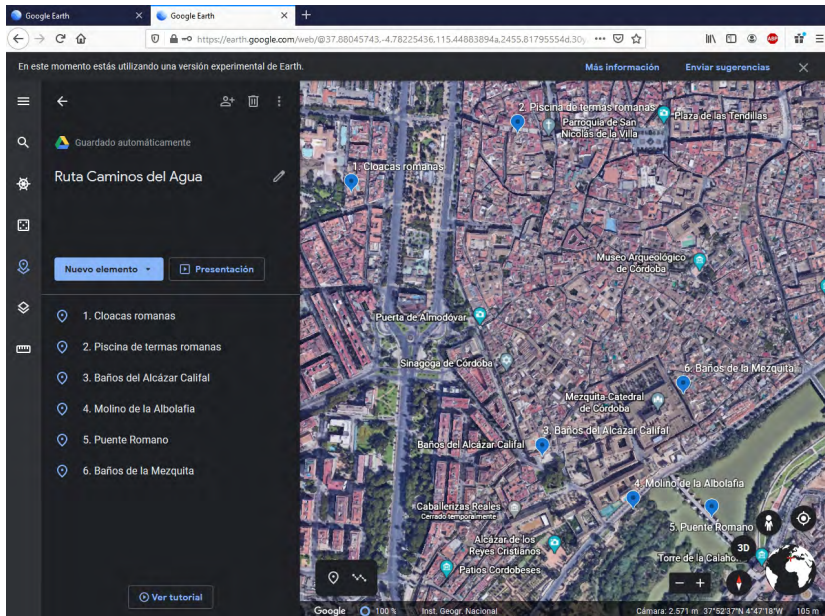 Google Earth
Google Earth
https://earth.google.com/web/@37.88045743,-4.78225436,115.44883894a,2455.81795554d,30y
ABP
En este momento estás utilizando una versión experimental de Earth.
Más información
Enviar sugerencias
Guardado automáticamente
Ruta Caminos del Agua
Nuevo elemento
Presentación
1. Cloacas romanas
2. Piscina de termas romanas
3. Baños del Alcázar Califal
4. Molino de la Albolafia
5. Puente Romano
6. Baños de la Mezquita
Ver tutorial
2. Piscina de termas romanas
Parroquia de San
Nicolás de la Villa
Plaza de las Tendillas
1. Cloacas romanas
Museo Arqueológico
de Córdoba
Puerta de Almodóvar
Sinagoga de Córdoba
6. Baños de la Mezquita
Mezquita-Catedral
de Córdoba
3. Baños del Alcázar Califal
Baños del Alcázar Califal
4. Molino de la Albolafia
Caballerizas Reales
Cerrado temporalmente
5. Puente Romano
Alcázar de los
Reyes Cristianos
Torre de la Calaho
3D
Patios Cordobeses
Google
100 %
Inst. Geogr. Nacional
Cámara: 2.571 m 37°52'37"N 4°47'18"W 105 m